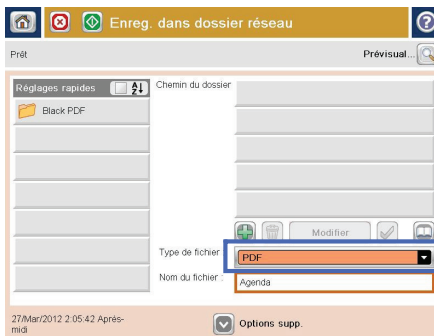 Enreg. dans dossier réseau
Prêt
Prévisual...
Réglages rapides
Chemin du dossier
Black PDF
Modifier
Type de fichier
PDF
Nom du fichier :
Agenda
27/Mar/2012 2:05:42 Après-
midi
Options supp.